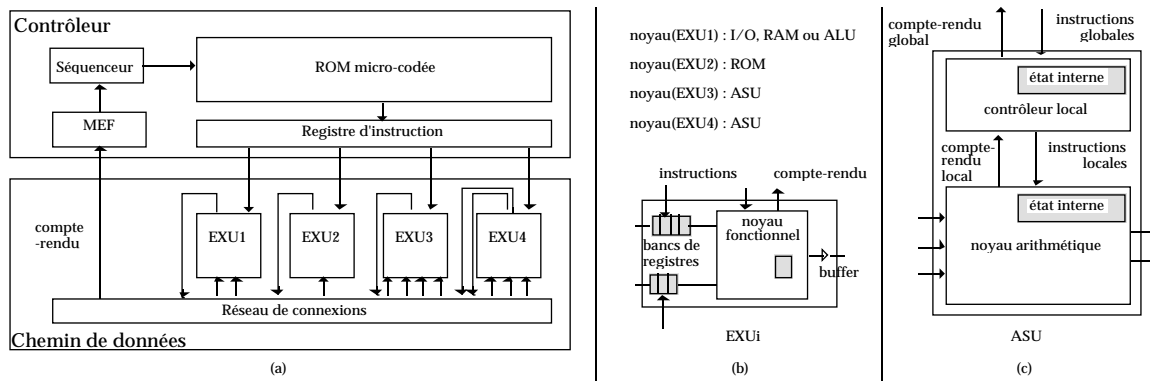 Contrôleur
Séquenceur
ROM micro-codée
MEF
Registre d'instruction
compte
-rendu
EXU1
EXU2
EXU3
EXU4
Réseau de connexions
Chemin de données
(a)
noyau(EXU1) : I/O, RAM ou ALU
noyau(EXU2) : ROM
noyau(EXU3) : ASU
noyau(EXU4) : ASU
instructions
compte-rendu
noyau
fonctionnel
bancs de
registres
buffer
EXUi
(b)
compte-rendu
global
instructions
globales
état interne
contrôleur local
compte-
rendu
local
instructions
locales
état interne
noyau arithmétique
ASU
(c)